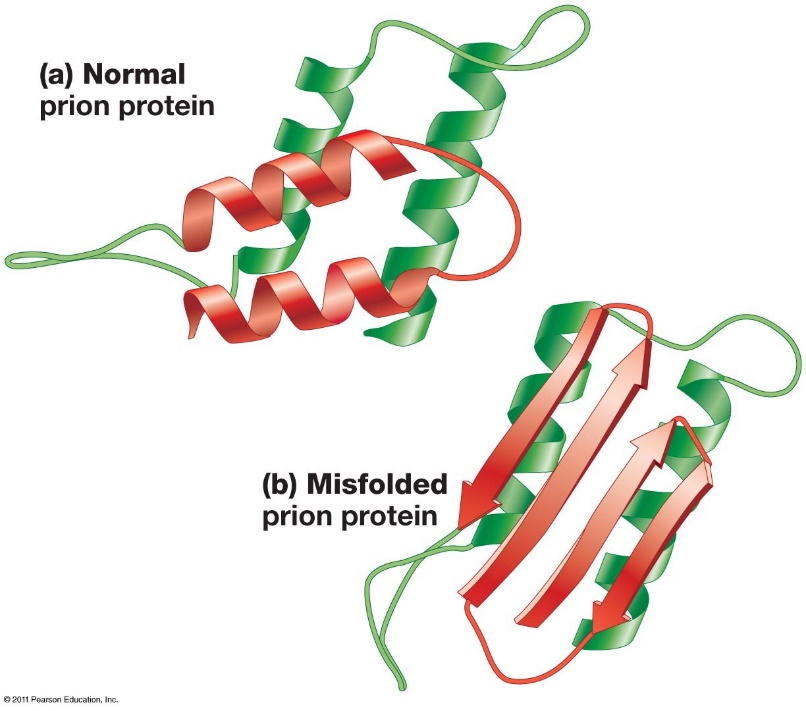 (a) Normal
prion protein
(b) Misfolded
prion protein
© 2011 Pearson Education, Inc.